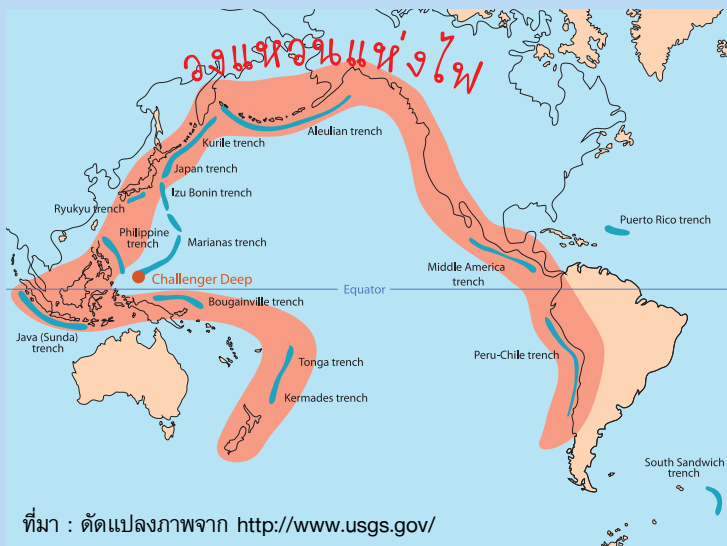 วงแหวนแห่งไฟ
Aleulian trench
Kurile trench
Japan trench
Izu Bonin trench
Ryukyu trench
Philippine
trench
Marianas trench
Challenger Deep
Puerto Rico trench
Middle America
trench
Equator
Bougainville trench
Java (Sunda)
trench
Peru-Chile trench
Tonga trench
Kermades trench
South Sandwich
trench
ที่มา : ดัดแปลงภาพจาก http://www.usgs.gov/